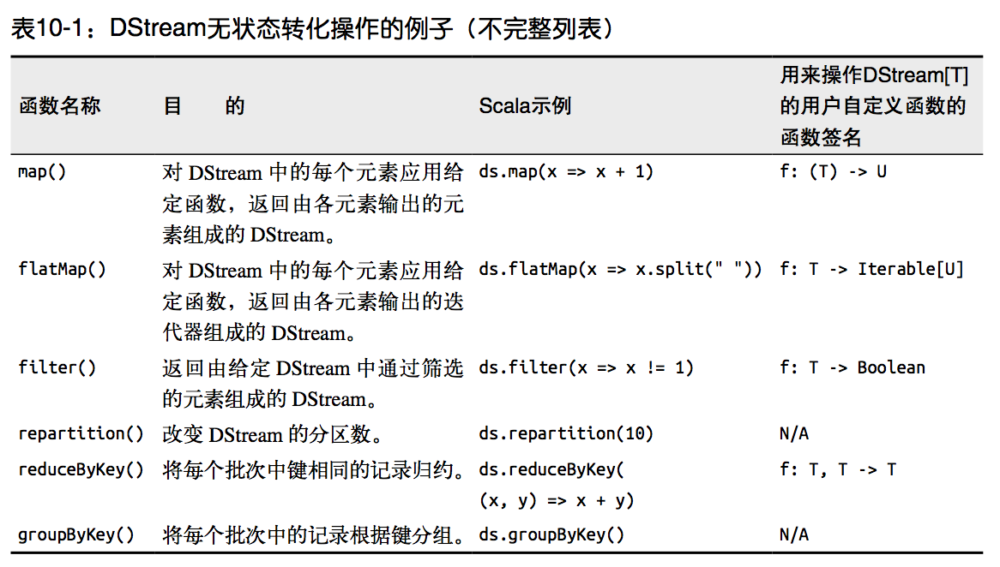 表10-1：DStream无状态转化操作的例子（不完整列表）
函数名称 目 的 Scala示例 用来操作DStream[T]
的用户自定义函数的
函数签名
map() 对 DStream 中的每个元素应用给 ds.map(x => x + 1) f: (T) -> U
定函数，返回由各元素输出的元
素组成的 DStream。
flatMap() 对 DStream 中的每个元素应用给 ds.flatMap(x => x.split(" ")) f: T -> Iterable[U]
定函数，返回由各元素输出的迭
代器组成的 DStream。
filter() 返回由给定 DStream 中通过筛选 ds.filter(x => x != 1) f: T -> Boolean
的元素组成的 DStream。
repartition() 改变 DStream 的分区数。 ds.repartition(10) N/A
reduceByKey() 将每个批次中键相同的记录归约。 ds.reduceByKey( f: T, T -> T
(x, y) => x + y)
groupByKey() 将每个批次中的记录根据键分组。 ds.groupByKey() N/A